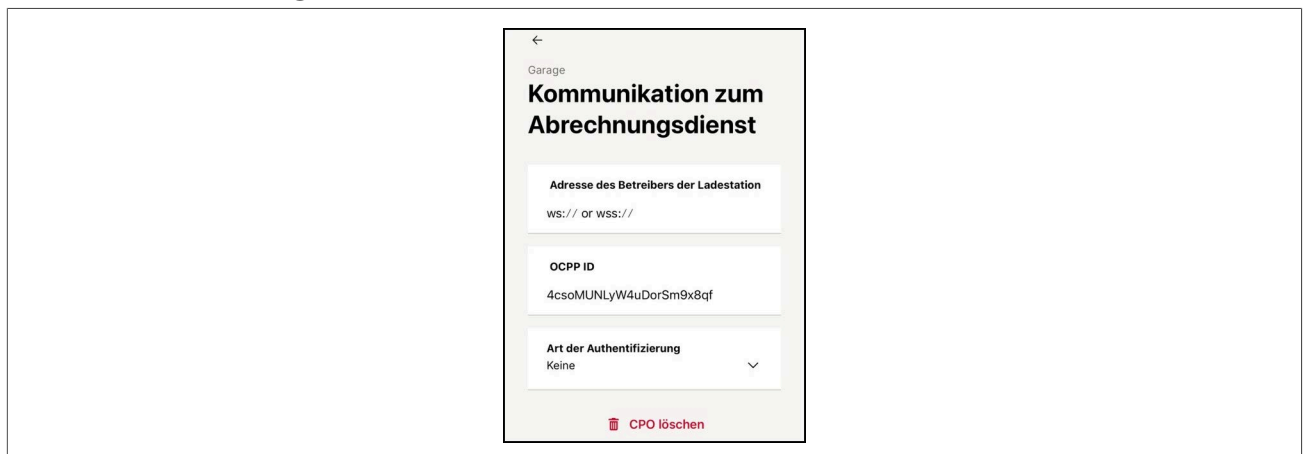 Garage
Kommunikation zum
Abrechnungsdienst
Adresse des Betreibers der Ladestation
ws:// or wss://
OCPP ID
4csoMUNLyW4uDorSm9x8qf
Art der Authentifizierung
Keine
CPO löschen